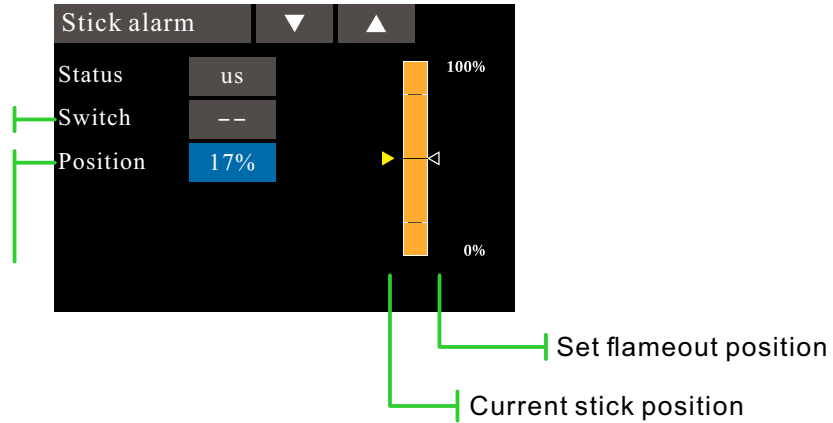 Stick alarm ▼ ▲
Status us
Switch --
Position 17%
100%
0%
Set flameout position
Current stick position